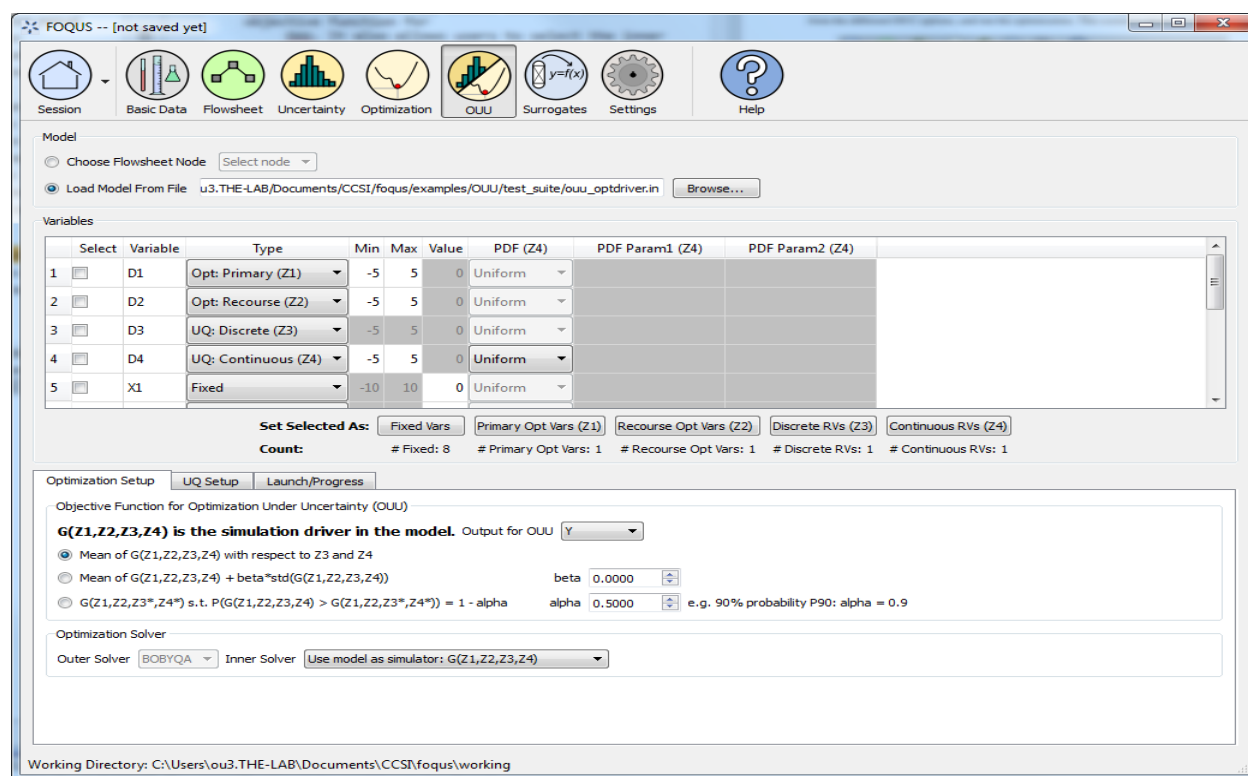 FOQUS -- [not saved yet]
Session Basic Data Flowsheet Uncertainty Optimization OUU y=f(x) Surrogates Settings Help
Model
Choose Flowsheet Node Select node
Load Model From File u3.THE-LAB/Documents/CCSI/foqus/examples/OUU/test_suite/ouu_optdriver.in Browse...
Variables
Select Variable Type Min Max Value PDF (Z4) PDF Param1 (Z4) PDF Param2 (Z4)
1 D1 Opt: Primary (Z1) -5 5 0 Uniform
2 D2 Opt: Recourse (Z2) -5 5 0 Uniform
3 D3 UQ: Discrete (Z3) -5 5 0 Uniform
4 D4 UQ: Continuous (Z4) -5 5 0 Uniform
5 X1 Fixed -10 10 0 Uniform
Set Selected As: Fixed Vars Primary Opt Vars (Z1) Recourse Opt Vars (Z2) Discrete RVs (Z3) Continuous RVs (Z4)
Count: # Fixed: 8 # Primary Opt Vars: 1 # Recourse Opt Vars: 1 # Discrete RVs: 1 # Continuous RVs: 1
Optimization Setup UQ Setup Launch/Progress
Objective Function for Optimization Under Uncertainty (OUU)
G(Z1,Z2,Z3,Z4) is the simulation driver in the model. Output for OUU Y
Mean of G(Z1,Z2,Z3,Z4) with respect to Z3 and Z4
Mean of G(Z1,Z2,Z3,Z4) + beta*std(G(Z1,Z2,Z3,Z4)) beta 0.0000
G(Z1,Z2,Z3*,Z4*) s.t. P(G(Z1,Z2,Z3,Z4) > G(Z1,Z2,Z3*,Z4*)) = 1 - alpha alpha 0.5000 e.g. 90% probability P90: alpha = 0.9
Optimization Solver
Outer Solver BOBYQA Inner Solver Use model as simulator: G(Z1,Z2,Z3,Z4)
Working Directory: C:\Users\ou3.THE-LAB\Documents\CCSI\foqus\working